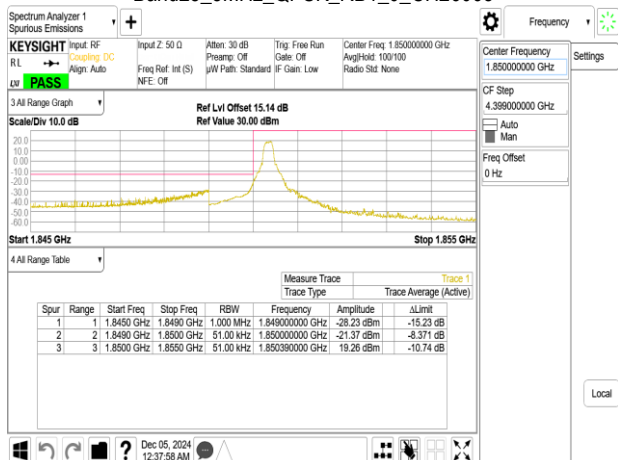 Spectrum Analyzer 1
Spurious Emissions
Frequency
KEYSIGHT Input: RF
Coupling: DC
Align: Auto
RL
LXI PASS
Input Z: 50 Ω
Freq Ref: Int (S)
NFE: Off
Atten: 30 dB
Preamp: Off
µW Path: Standard
Trig: Free Run
Gate: Off
IF Gain: Low
Center Freq: 1.850000000 GHz
Avg|Hold: 100/100
Radio Std: None
Center Frequency
1.850000000 GHz
Settings
CF Step
4.399000000 GHz
Auto
Man
Freq Offset
0 Hz
3 All Range Graph
Scale/Div 10.0 dB
Ref Lvl Offset 15.14 dB
Ref Value 30.00 dBm
20.0
10.0
0.00
-10.0
-20.0
-30.0
-40.0
-50.0
-60.0
Start 1.845 GHz
Stop 1.855 GHz
4 All Range Table
Measure Trace Trace 1
Trace Type Trace Average (Active)
Spur Range Start Freq Stop Freq RBW Frequency Amplitude ΔLimit
1 1 1.8450 GHz 1.8490 GHz 1.000 MHz 1.849000000 GHz -28.23 dBm -15.23 dB
2 2 1.8490 GHz 1.8500 GHz 51.00 kHz 1.850000000 GHz -21.37 dBm -8.371 dB
3 3 1.8500 GHz 1.8550 GHz 51.00 kHz 1.850390000 GHz 19.26 dBm -10.74 dB
Local
Dec 05, 2024
12:37:58 AM